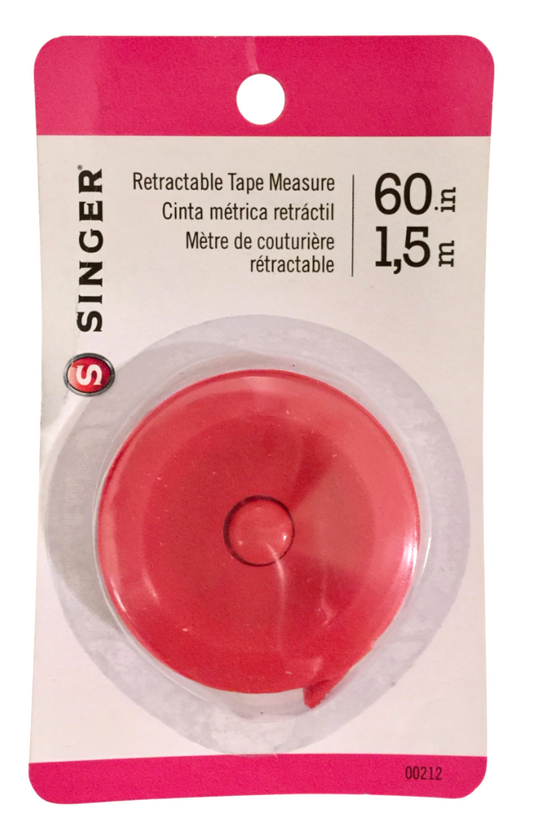 SINGER®
S
Retractable Tape Measure
Cinta métrica retráctil
Mètre de couturière
rétractable
60 in
1,5 m
00212